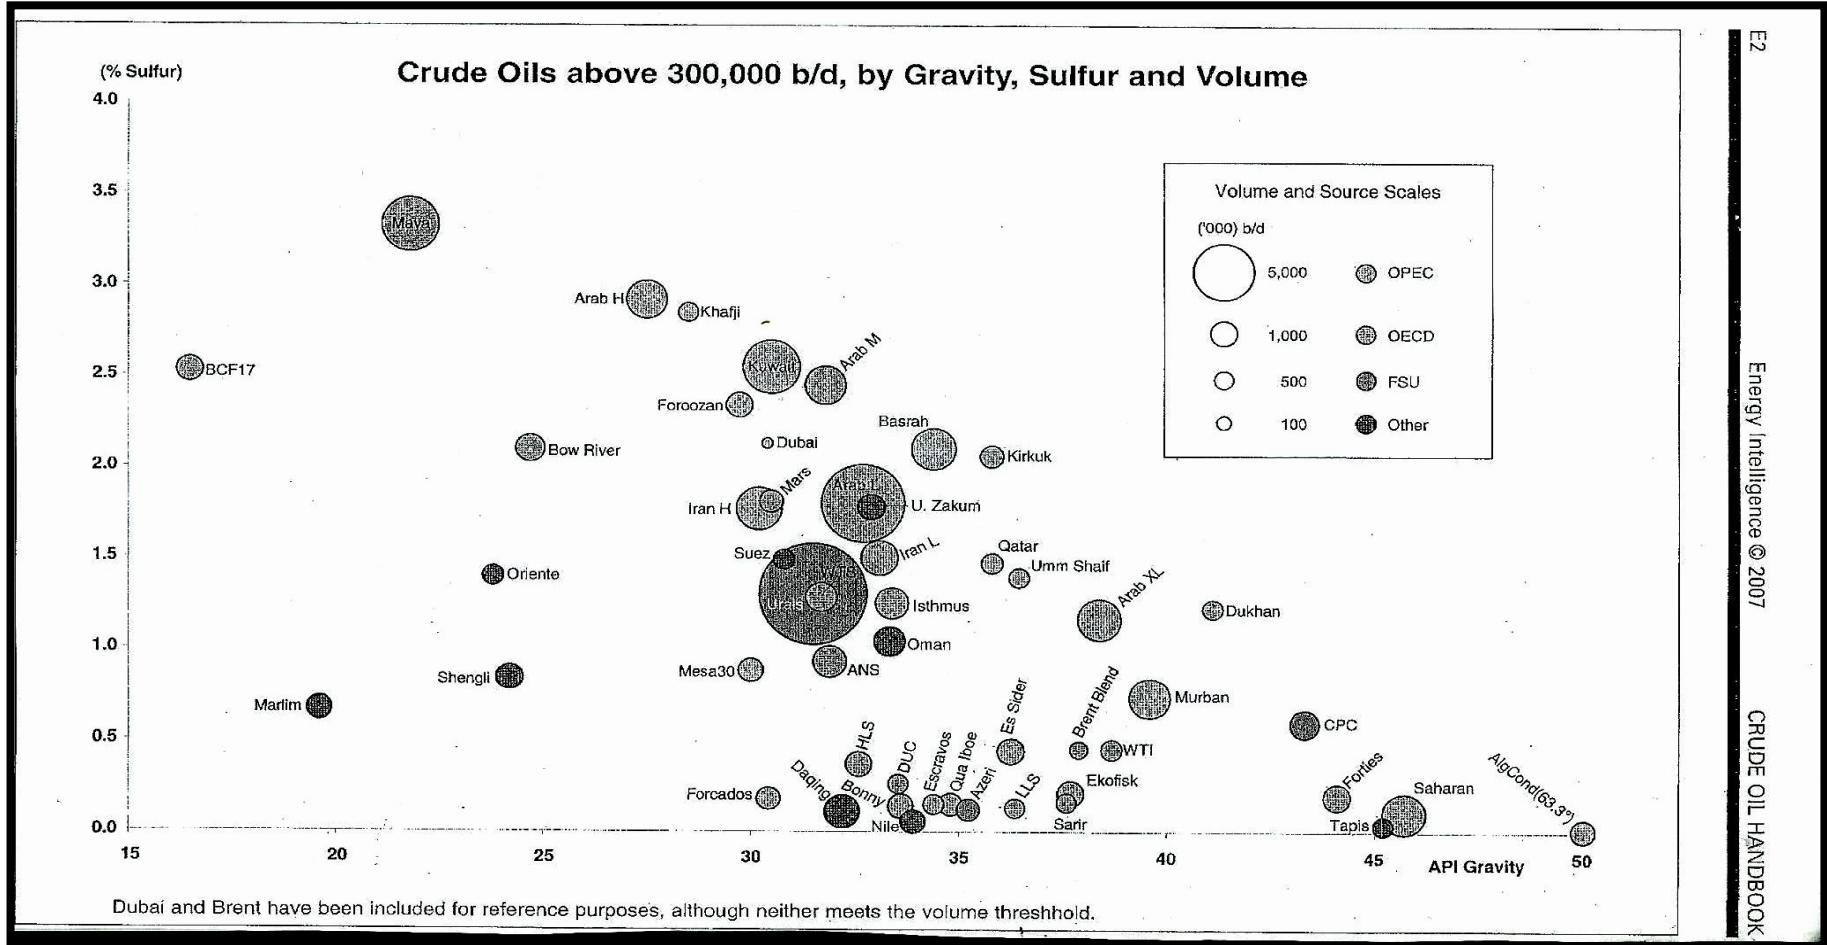 Crude Oils above 300,000 b/d, by Gravity, Sulfur and Volume
(% Sulfur)
4.0
3.5
3.0
2.5
2.0
1.5
1.0
0.5
0.0
15
20
25
30
35
40
45
50
API Gravity
Volume and Source Scales
('000) b/d
5,000
OPEC
1,000
OECD
500
FSU
100
Other
Maya
Arab H
Khafji
BCF17
Kuwait
Arab M
Foroozan
Basrah
Dubai
Bow River
Kirkuk
Mars
Arab L
Iran H
U. Zakum
Suez
Iran L
Qatar
Umm Shaif
Oriente
WTS
Urals
Isthmus
Arab XL
Dukhan
Oman
Mesa30
ANS
Shengli
Marlim
Murban
Es Sider
Brent Blend
CPC
HLS
DUC
Escravos
Qua Iboe
WTI
Forcados
Daqing
Bonny
Nile
Azeri
LLS
Ekofisk
Sarir
Forties
Saharan
Tapis
AlgCond(63.3°)
Dubai and Brent have been included for reference purposes, although neither meets the volume threshhold.
E2
Energy Intelligence © 2007
CRUDE OIL HANDBOOK